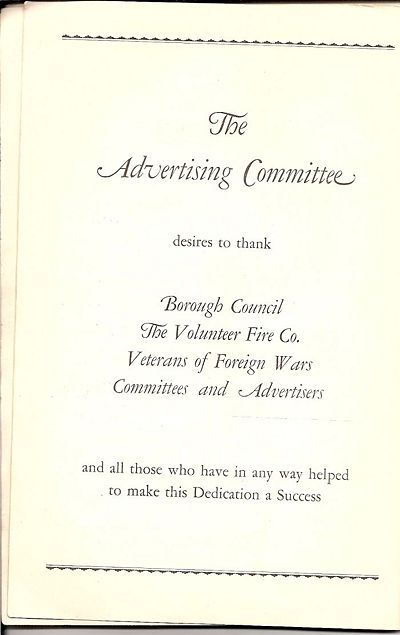 The
Advertising Committee
desires to thank
Borough Council
The Volunteer Fire Co.
Veterans of Foreign Wars
Committees and Advertisers
and all those who have in any way helped
to make this Dedication a Success